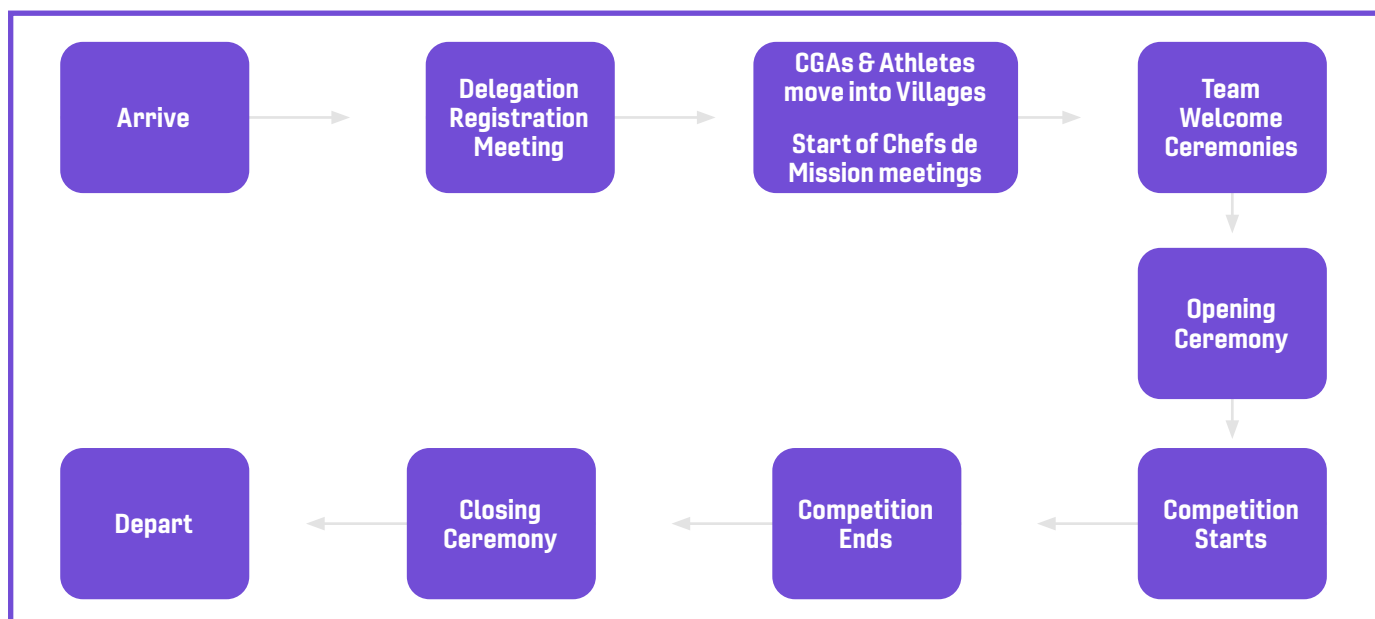 Arrive
Delegation
Registration
Meeting
CGAs & Athletes
move into Villages
Start of Chefs de
Mission meetings
Team
Welcome
Ceremonies
Opening
Ceremony
Competition
Starts
Competition
Ends
Closing
Ceremony
Depart